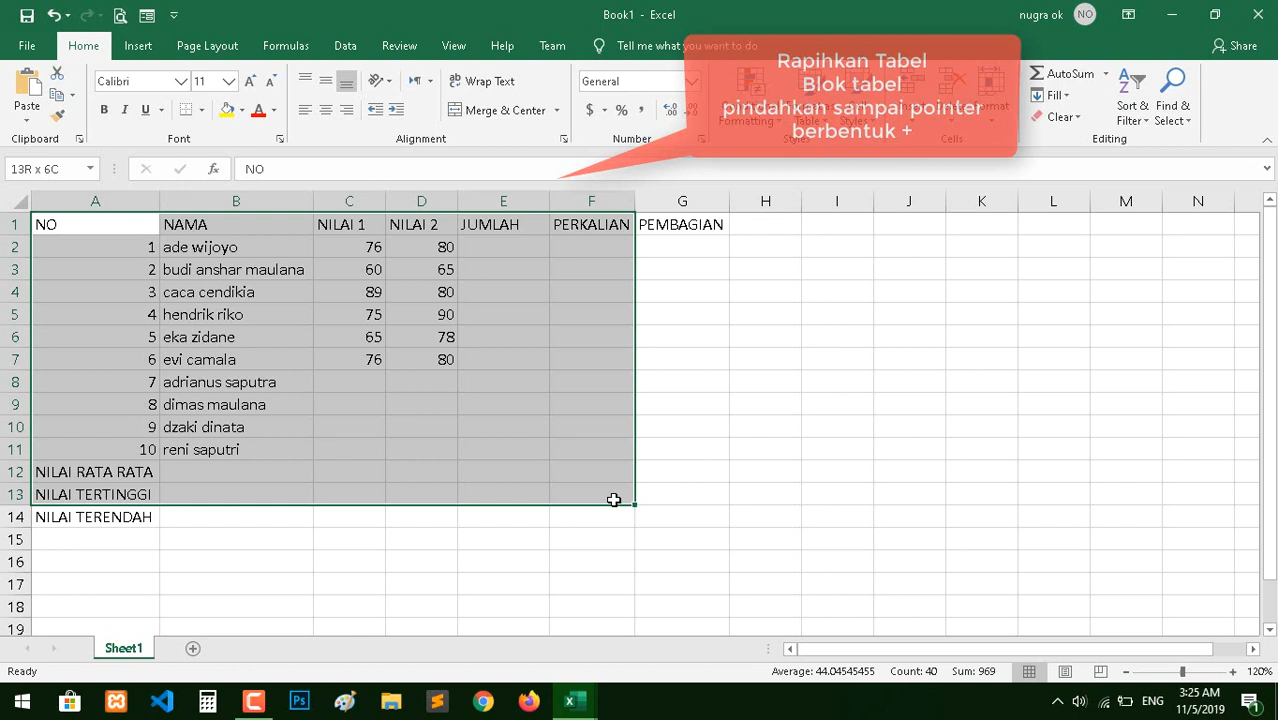 Book1 - Excel
nugra ok
NO
File
Home
Insert
Page Layout
Formulas
Data
Review
View
Help
Team
Tell me what you want to do
Share
Paste
Calibri
11
B I U
Wrap Text
Merge & Center
General
$ % ,
AutoSum
Fill
Clear
Sort &
Filter
Find &
Select
Clipboard
Font
Alignment
Number
Cells
Editing
Rapihkan Tabel
Blok tabel
pindahkan sampai pointer
berbentuk +
13R x 6C
fx
NO
A B C D E F G H I J K L M N
1 NO NAMA NILAI 1 NILAI 2 JUMLAH PERKALIAN PEMBAGIAN
2 1 ade wijoyo 76 80
3 2 budi anshar maulana 60 65
4 3 caca cendikia 89 80
5 4 hendrik riko 75 90
6 5 eka zidane 65 78
7 6 evi camala 76 80
8 7 adrianus saputra
9 8 dimas maulana
10 9 dzaki dinata
11 10 reni saputri
12 NILAI RATA RATA
13 NILAI TERTINGGI
14 NILAI TERENDAH
15
16
17
18
19
Sheet1
Ready
Average: 44.04545455
Count: 40
Sum: 969
120%
ENG
3:25 AM
11/5/2019